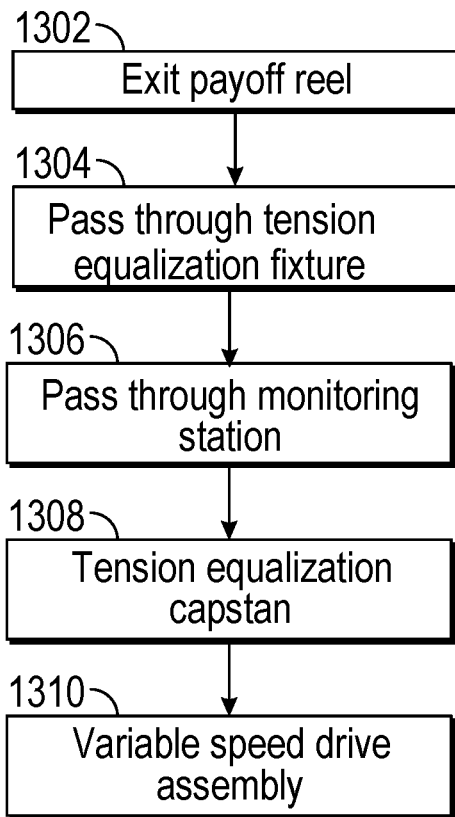 1302
Exit payoff reel
1304
Pass through tension
equalization fixture
1306
Pass through monitoring
station
1308
Tension equalization
capstan
1310
Variable speed drive
assembly